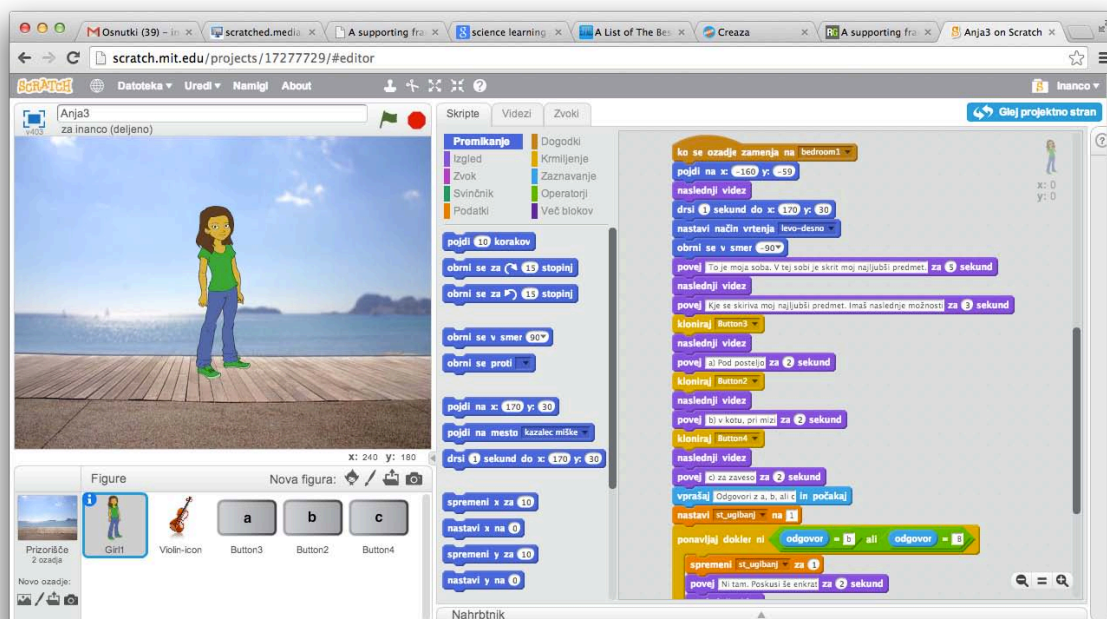 Osnutki (39) – in
scratched.media
A supporting fra
science learning
A List of The Bes
Creaza
A supporting fra
Anja3 on Scratch
scratch.mit.edu/projects/17277729/#editor
SCRATCH Datoteka Uredi Namigi About inanco
Anja3
v403 za inanco (deljeno)
Skripte Videzi Zvoki
Glej projektno stran
Premikanje Dogodki
Izgled Krmiljenje
Zvok Zaznavanje
Svinčnik Operatorji
Podatki Več blokov
pojdi 10 korakov
obrni se za 15 stopinj
obrni se za 15 stopinj
obrni se v smer 90
obrni se proti
pojdi na x: 170 y: 30
pojdi na mesto kazalec miške
drsi 1 sekund do x: 170 y: 30
spremeni x za 10
nastavi x na 0
spremeni y za 10
nastavi y na 0
ko se ozadje zamenja na bedroom1
pojdi na x: -160 y: -59
naslednji videz
drsi 1 sekund do x: 170 y: 30
nastavi način vrtenja levo-desno
obrni se v smer -90
povej To je moja soba. V tej sobi je skrit moj najljubši predmet. za 3 sekund
naslednji videz
povej Kje se skriva moj najljubši predmet. Imaš naslednje možnosti za 3 sekund
kloniraj Button3
naslednji videz
povej a) Pod posteljo za 2 sekund
kloniraj Button2
naslednji videz
povej b) v kotu, pri mizi za 2 sekund
kloniraj Button4
naslednji videz
povej c) za zaveso za 2 sekund
vprašaj Odgovori z a, b, ali c in počakaj
nastavi st_ugibanj na 1
ponavljaj dokler ni odgovor = b ali odgovor = B
spremeni st_ugibanj za 1
povej Ni tam. Poskusi še enkrat za 2 sekund
x: 0
y: 0
x: 240 y: 180
Figure Nova figura:
Prizorišče
2 ozadja
Novo ozadje:
Girl1
Violin-icon
a
Button3
b
Button2
c
Button4
Nahrbtnik